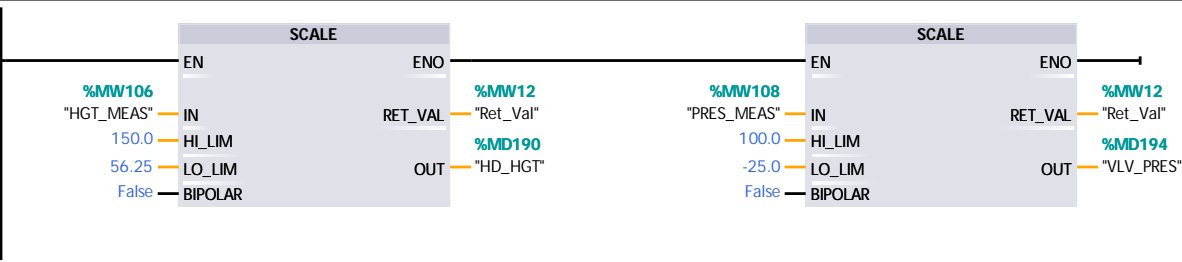 SCALE
EN ENO
%MW106 %MW12
"HGT_MEAS" IN RET_VAL "Ret_Val"
150.0 HI_LIM %MD190
56.25 LO_LIM OUT "HD_HGT"
False BIPOLAR
SCALE
EN ENO
%MW108 %MW12
"PRES_MEAS" IN RET_VAL "Ret_Val"
100.0 HI_LIM %MD194
-25.0 LO_LIM OUT "VLV_PRES"
False BIPOLAR